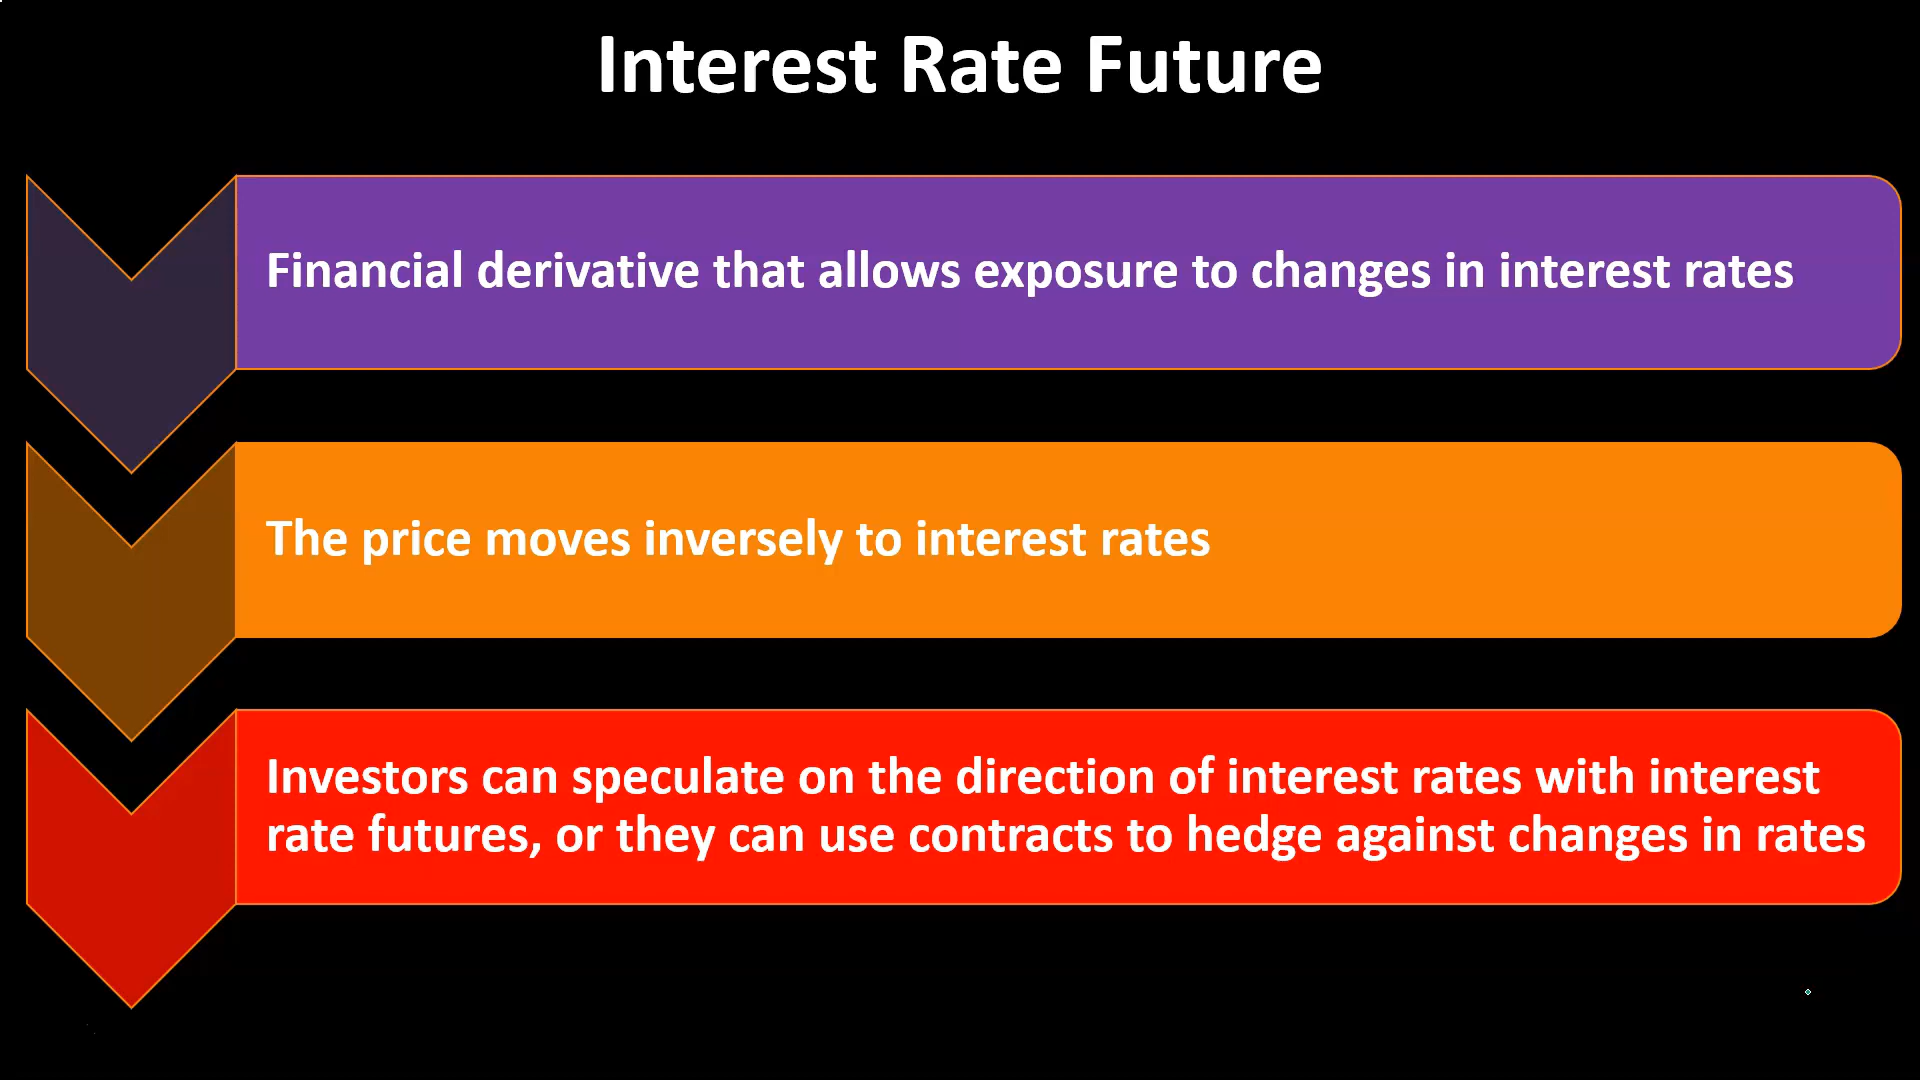 Interest Rate Future
Financial derivative that allows exposure to changes in interest rates
The price moves inversely to interest rates
Investors can speculate on the direction of interest rates with interest
rate futures, or they can use contracts to hedge against changes in rates